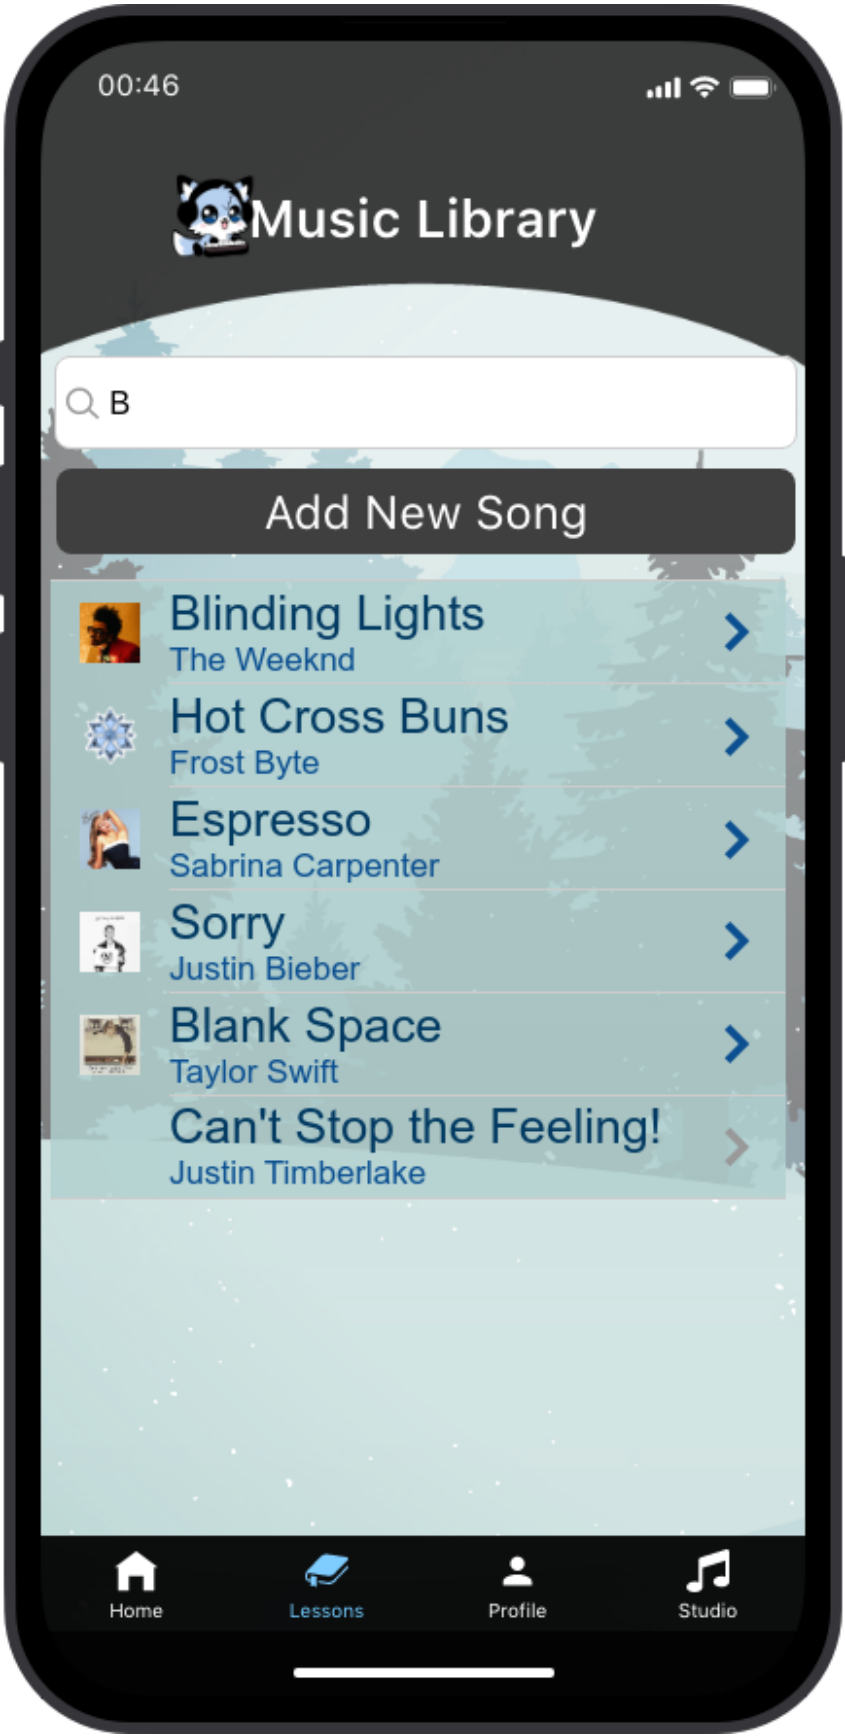 00:46
Music Library
B
Add New Song
Blinding Lights
The Weeknd
Hot Cross Buns
Frost Byte
Espresso
Sabrina Carpenter
Sorry
Justin Bieber
Blank Space
Taylor Swift
Can't Stop the Feeling!
Justin Timberlake
Home
Lessons
Profile
Studio